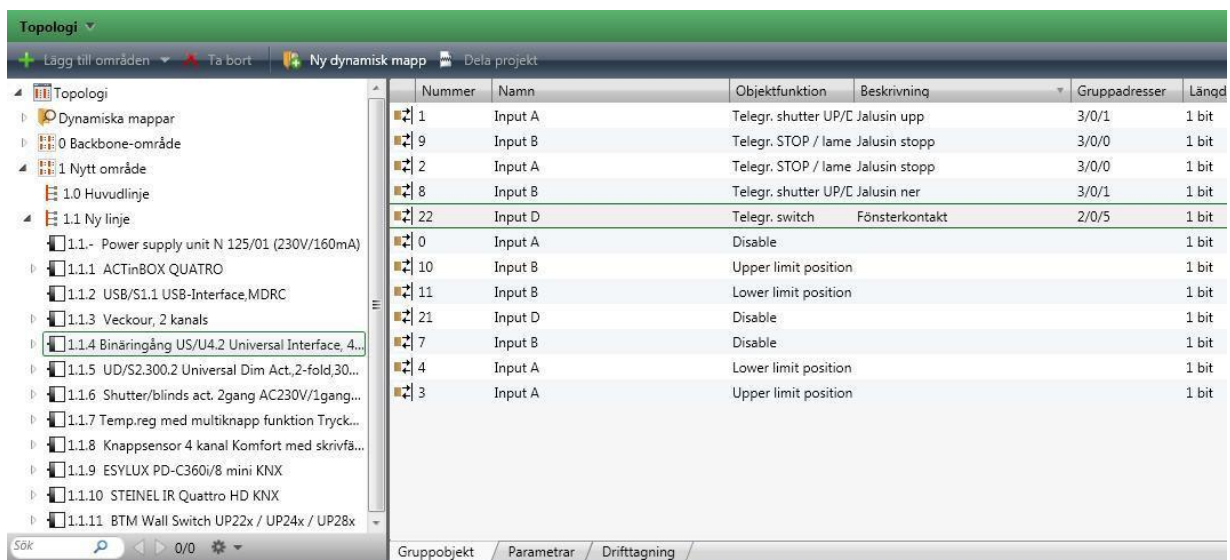 Topologi
Lägg till områden Ta bort Ny dynamisk mapp Dela projekt
Topologi
Dynamiska mappar
0 Backbone-område
1 Nytt område
1.0 Huvudlinje
1.1 Ny linje
1.1.- Power supply unit N 125/01 (230V/160mA)
1.1.1 ACTinBOX QUATRO
1.1.2 USB/S1.1 USB-Interface,MDRC
1.1.3 Veckour, 2 kanals
1.1.4 Binäringång US/U4.2 Universal Interface, 4...
1.1.5 UD/S2.300.2 Universal Dim Act.,2-fold,30...
1.1.6 Shutter/blinds act. 2gang AC230V/1gang...
1.1.7 Temp.reg med multiknapp funktion Tryck...
1.1.8 Knappsensor 4 kanal Komfort med skrivfä...
1.1.9 ESYLUX PD-C360i/8 mini KNX
1.1.10 STEINEL IR Quattro HD KNX
1.1.11 BTM Wall Switch UP22x / UP24x / UP28x
Sök 0/0
Nummer Namn Objektfunktion Beskrivning Gruppadresser Längd
1 Input A Telegr. shutter UP/D Jalusin upp 3/0/1 1 bit
9 Input B Telegr. STOP / lame Jalusin stopp 3/0/0 1 bit
2 Input A Telegr. STOP / lame Jalusin stopp 3/0/0 1 bit
8 Input B Telegr. shutter UP/D Jalusin ner 3/0/1 1 bit
22 Input D Telegr. switch Fönsterkontakt 2/0/5 1 bit
0 Input A Disable 1 bit
10 Input B Upper limit position 1 bit
11 Input B Lower limit position 1 bit
21 Input D Disable 1 bit
7 Input B Disable 1 bit
4 Input A Lower limit position 1 bit
3 Input A Upper limit position 1 bit
Gruppobjekt Parametrar Drifttagning